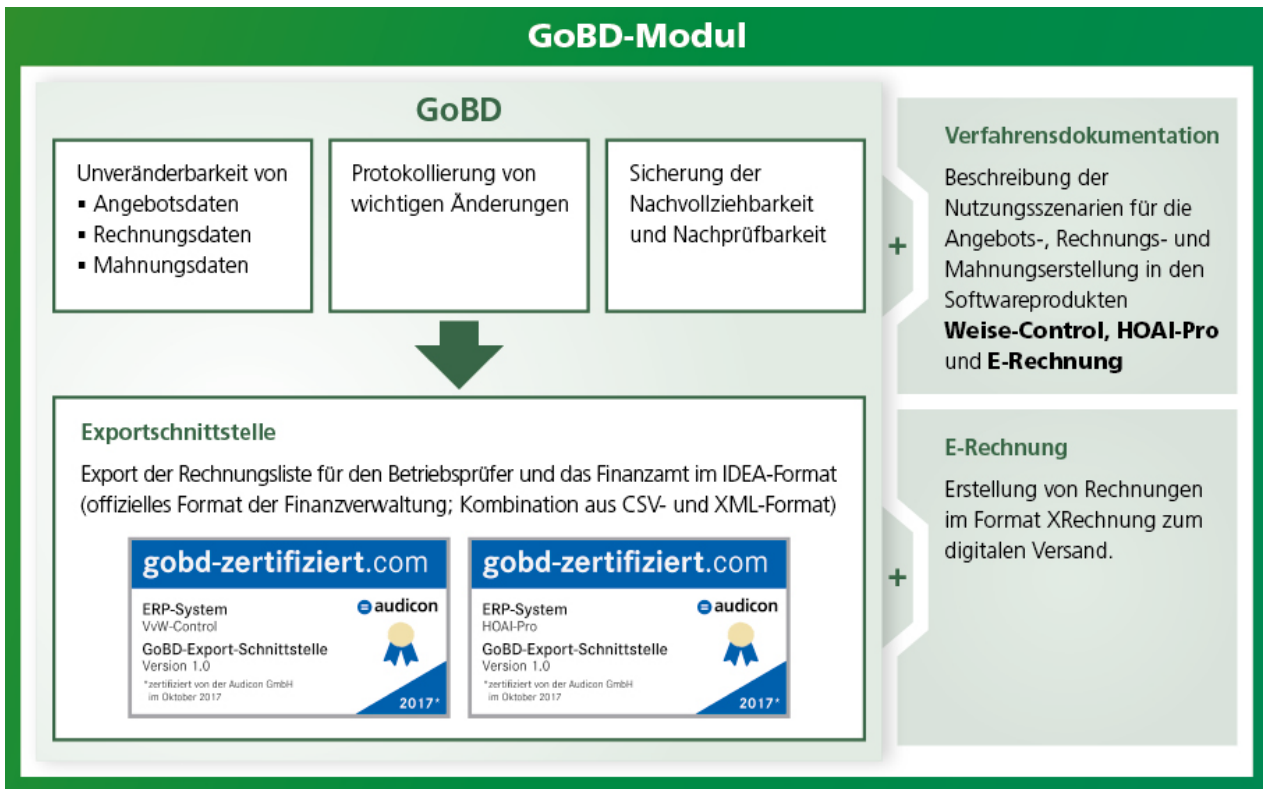 GoBD-Modul
GoBD
Unveränderbarkeit von
▪ Angebotsdaten
▪ Rechnungsdaten
▪ Mahnungsdaten
Protokollierung von
wichtigen Änderungen
Sicherung der
Nachvollziehbarkeit
und Nachprüfbarkeit
Exportschnittstelle
Export der Rechnungsliste für den Betriebsprüfer und das Finanzamt im IDEA-Format
(offizielles Format der Finanzverwaltung; Kombination aus CSV- und XML-Format)
gobd-zertifiziert.com
ERP-System
VvW-Control
GoBD-Export-Schnittstelle
Version 1.0
*zertifiziert von der Audicon GmbH
im Oktober 2017
audicon
2017*
gobd-zertifiziert.com
ERP-System
HOAI-Pro
GoBD-Export-Schnittstelle
Version 1.0
*zertifiziert von der Audicon GmbH
im Oktober 2017
audicon
2017*
+
Verfahrensdokumentation
Beschreibung der
Nutzungsszenarien für die
Angebots-, Rechnungs- und
Mahnungserstellung in den
Softwareprodukten
Weise-Control, HOAI-Pro
und E-Rechnung
+
E-Rechnung
Erstellung von Rechnungen
im Format XRechnung zum
digitalen Versand.